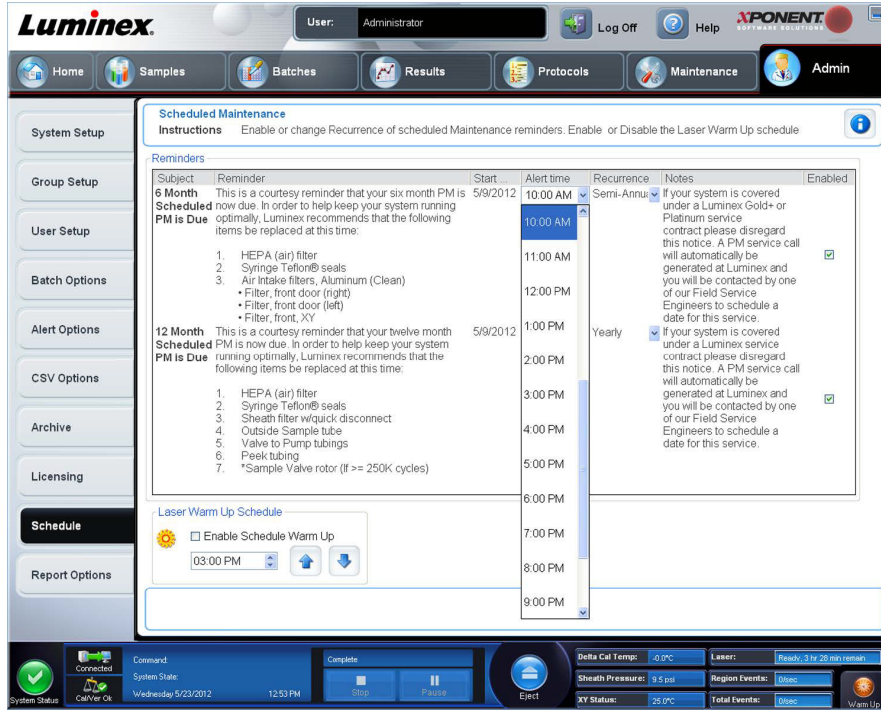 Luminex.
User: Administrator
Log Off
Help
XPONENT.
SOFTWARE SOLUTIONS
Home
Samples
Batches
Results
Protocols
Maintenance
Admin
System Setup
Group Setup
User Setup
Batch Options
Alert Options
CSV Options
Archive
Licensing
Schedule
Report Options
Scheduled Maintenance
Instructions Enable or change Recurrence of scheduled Maintenance reminders. Enable or Disable the Laser Warm Up schedule
Reminders
Subject Reminder Start ... Alert time Recurrence Notes Enabled
6 Month Scheduled PM is Due
This is a courtesy reminder that your six month PM is
now due. In order to help keep your system running
optimally, Luminex recommends that the following
items be replaced at this time:
1. HEPA (air) filter
2. Syringe Teflon® seals
3. Air Intake filters, Aluminum (Clean)
• Filter, front door (right)
• Filter, front door (left)
• Filter, front, XY
5/9/2012
10:00 AM
Semi-Annu
If your system is covered
under a Luminex Gold+ or
Platinum service
contract please disregard
this notice. A PM service call
will automatically be
generated at Luminex and
you will be contacted by one
of our Field Service
Engineers to schedule a
date for this service.
12 Month Scheduled PM is Due
This is a courtesy reminder that your twelve month
PM is now due. In order to help keep your system
running optimally, Luminex recommends that the
following items be replaced at this time:
1. HEPA (air) filter
2. Syringe Teflon® seals
3. Sheath filter w/quick disconnect
4. Outside Sample tube
5. Valve to Pump tubings
6. Peek tubing
7. *Sample Valve rotor (If >= 250K cycles)
5/9/2012
Yearly
If your system is covered
under a Luminex service
contract please disregard
this notice. A PM service call
will automatically be
generated at Luminex and
you will be contacted by one
of our Field Service
Engineers to schedule a
date for this service.
10:00 AM
11:00 AM
12:00 PM
1:00 PM
2:00 PM
3:00 PM
4:00 PM
5:00 PM
6:00 PM
7:00 PM
8:00 PM
9:00 PM
Laser Warm Up Schedule
Enable Schedule Warm Up
03:00 PM
System Status
Connected
Cal/Ver Ok
Command:
System State:
Wednesday 5/23/2012 12:53 PM
Complete
Stop
Pause
Eject
Delta Cal Temp: -0.0°C
Sheath Pressure: 9.5 psi
XY Status: 25.0°C
Laser: Ready, 3 hr 28 min remain
Region Events: 0/sec
Total Events: 0/sec
Warm Up